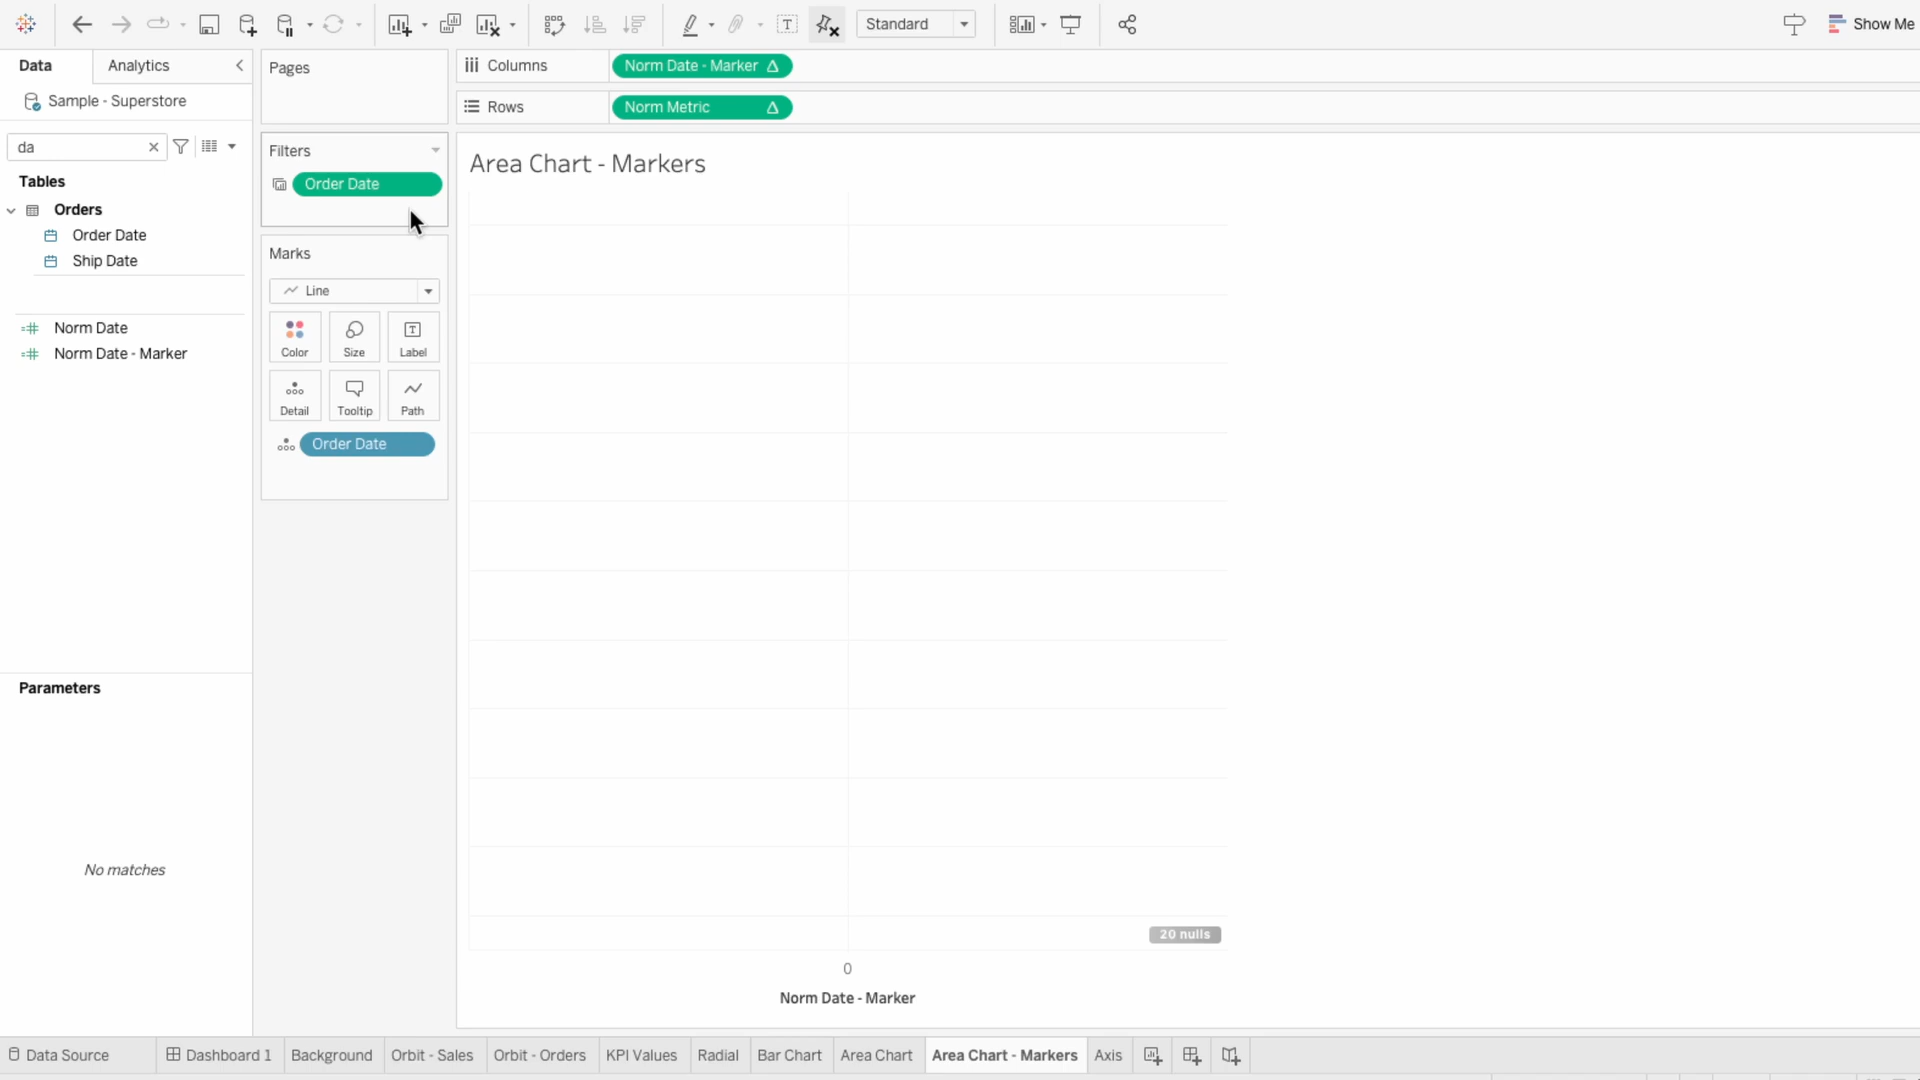 Standard
Show Me
Data
Analytics
Sample - Superstore
da
Tables
Orders
Order Date
Ship Date
Norm Date
Norm Date - Marker
Parameters
No matches
Pages
Filters
Order Date
Marks
Line
Color
Size
Label
Detail
Tooltip
Path
Order Date
Columns
Norm Date - Marker
Rows
Norm Metric
Area Chart - Markers
20 nulls
0
Norm Date - Marker
Data Source
Dashboard 1
Background
Orbit - Sales
Orbit - Orders
KPI Values
Radial
Bar Chart
Area Chart
Area Chart - Markers
Axis